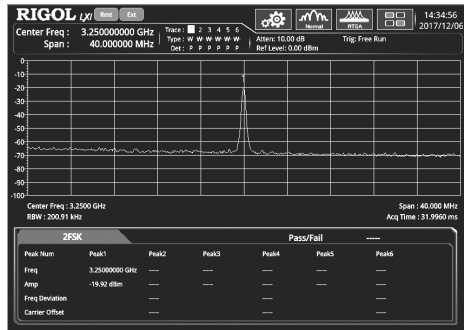 RIGOL LXI Rmt Ext
14:34:56
2017/12/06
Normal RTSA
Center Freq : 3.250000000 GHz
Span : 40.000000 MHz
Trace : 1 2 3 4 5 6
Type : W W W W W W
Det : P P P P P P
Atten: 10.00 dB
Ref Level: 0.00 dBm
Trig: Free Run
0
-10
-20
-30
-40
-50
-60
-70
-80
-90
-100
Center Freq : 3.2500 GHz
Span : 40.000 MHz
RBW : 200.91 kHz
Acq Time : 31.9960 ms
2FSK Pass/Fail -----
Peak Num Peak1 Peak2 Peak3 Peak4 Peak5 Peak6
Freq 3.25000000 GHz ---- ---- ---- ---- ----
Amp -19.92 dBm ---- ---- ---- ---- ----
Freq Deviation ---- ----
Carrier Offset ---- ----